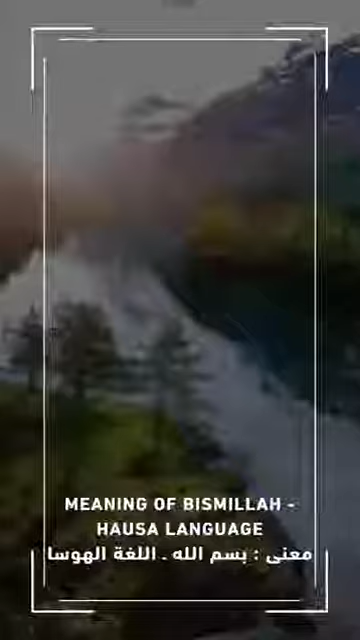 MEANING OF BISMILLAH -
HAUSA LANGUAGE
معنى : بسم الله . اللغة الهوسا